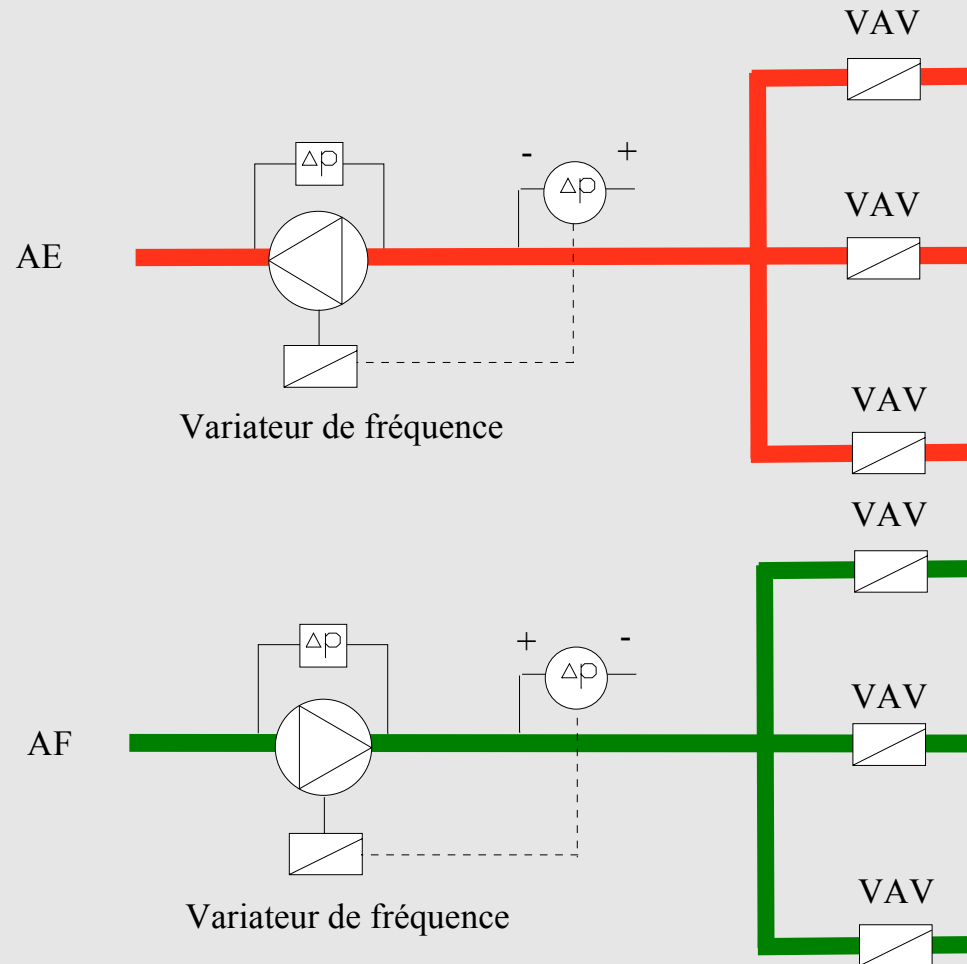 VAV
Δp
- Δp +
VAV
AE
Variateur de fréquence
VAV
VAV
Δp
+ Δp -
VAV
AF
VAV
Variateur de fréquence